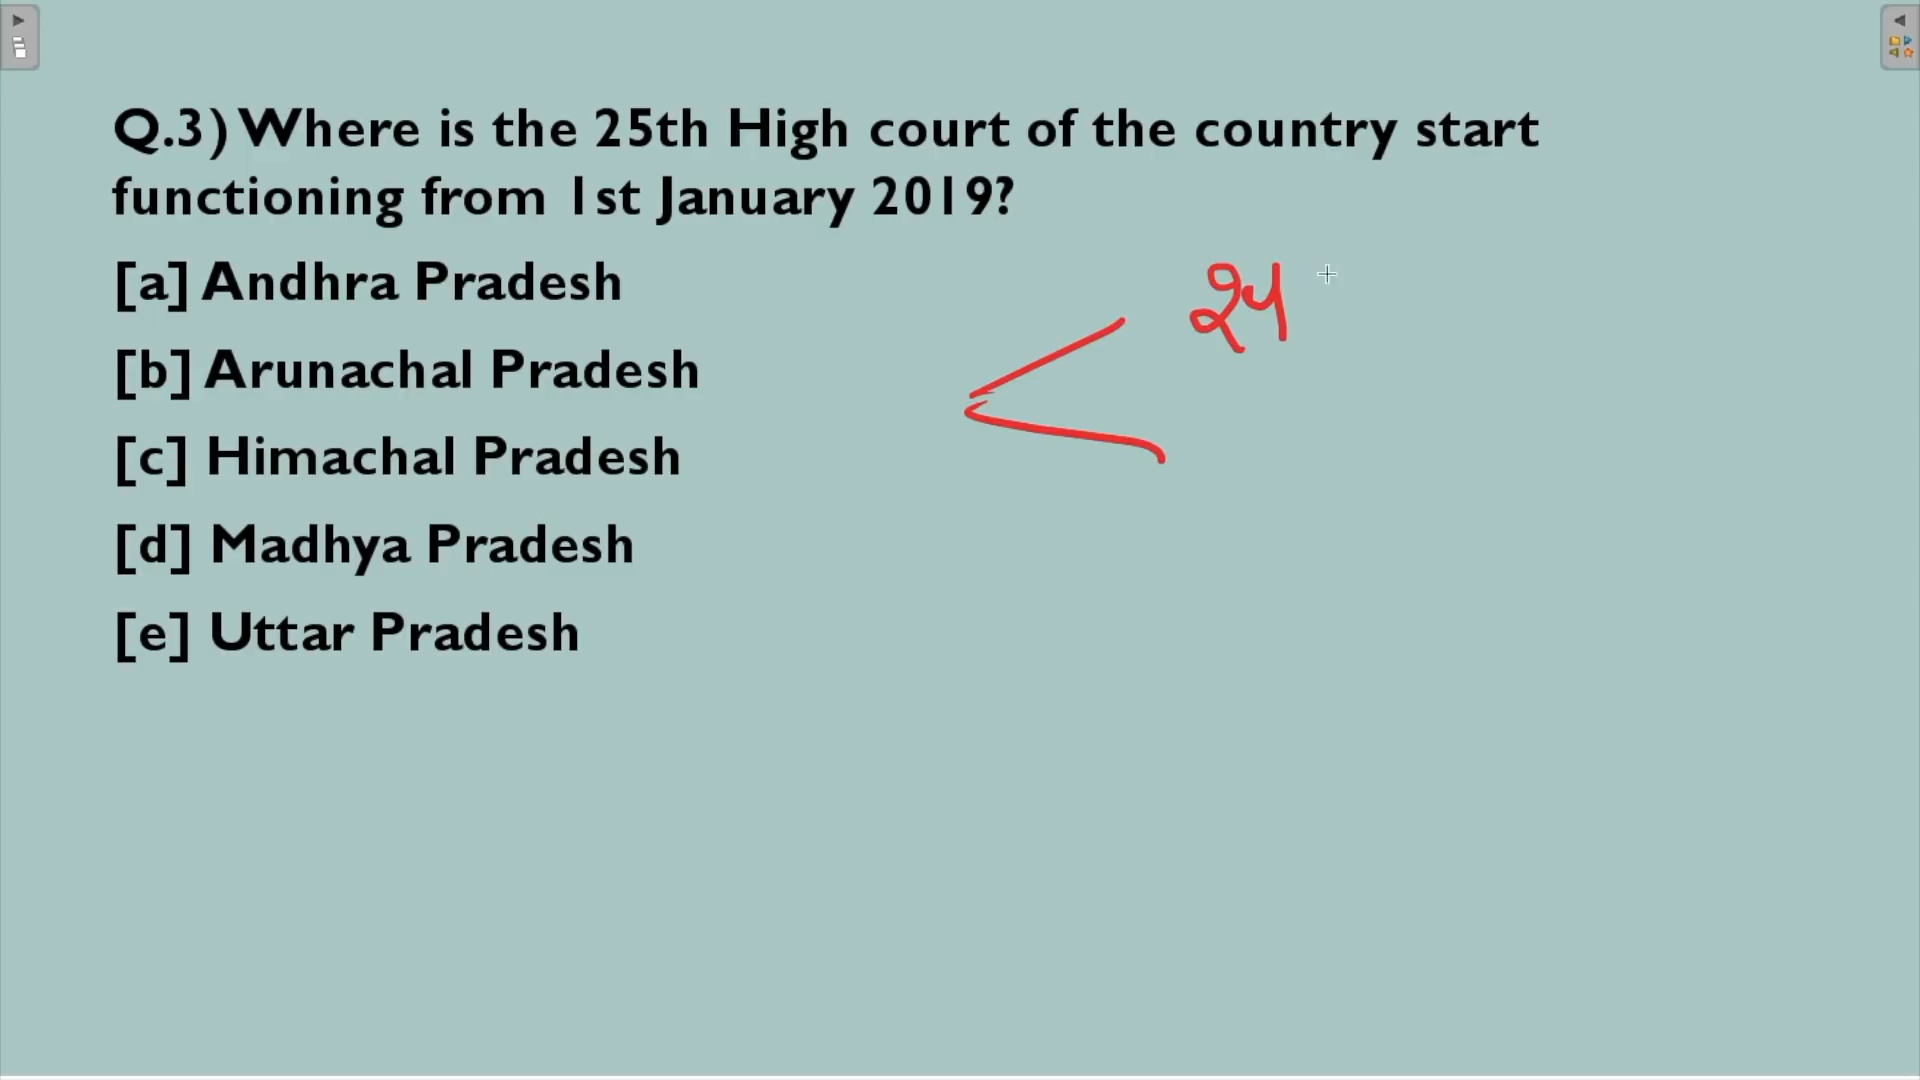 Q.3) Where is the 25th High court of the country start
functioning from 1st January 2019?
[a] Andhra Pradesh
[b] Arunachal Pradesh
[c] Himachal Pradesh
[d] Madhya Pradesh
[e] Uttar Pradesh
24